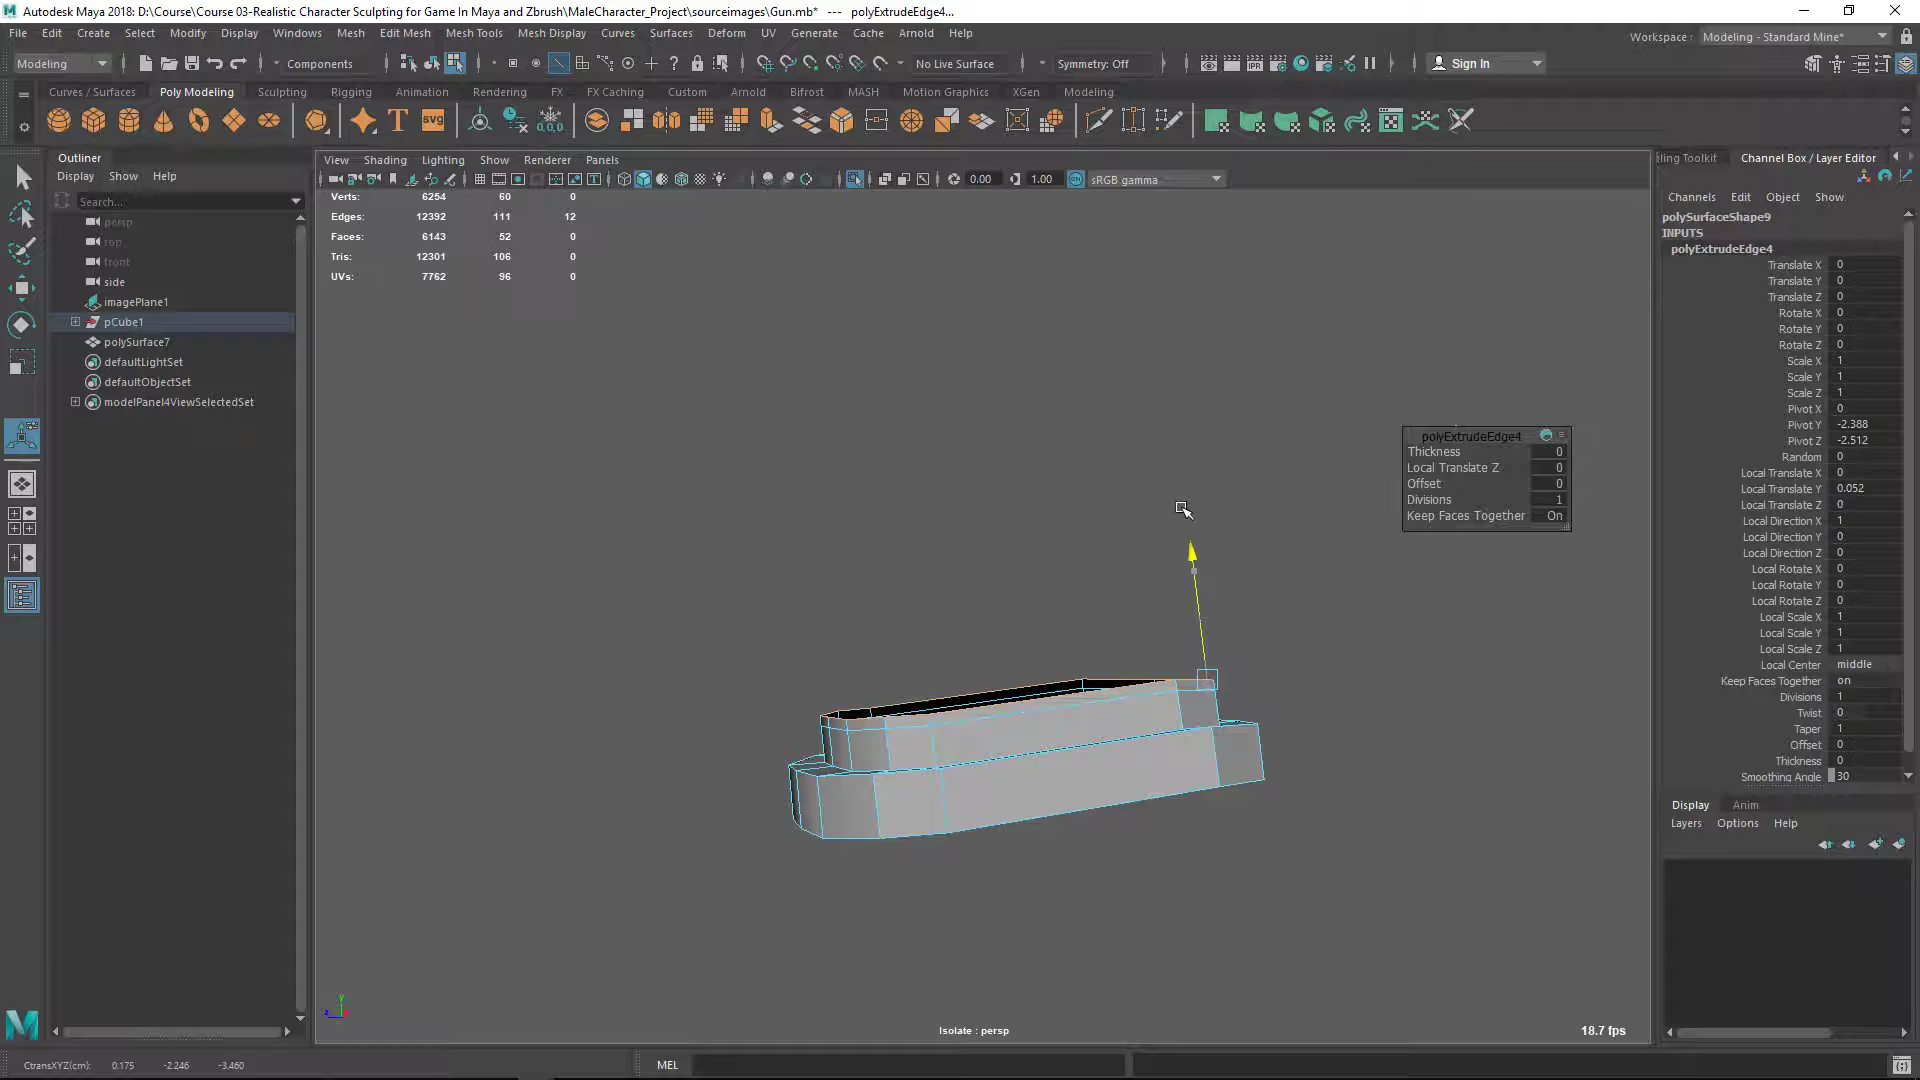 Autodesk Maya 2018: D:\Course\Course 03-Realistic Character Sculpting for Game In Maya and Zbrush\MaleCharacter_Project\sourceimages\Gun.mb* --- polyExtrudeEdge4...
File Edit Create Select Modify Display Windows Mesh Edit Mesh Mesh Tools Mesh Display Curves Surfaces Deform UV Generate Cache Arnold Help
Workspace : Modeling - Standard Mine*
Modeling Components No Live Surface Symmetry: Off Sign In
Curves / Surfaces Poly Modeling Sculpting Rigging Animation Rendering FX FX Caching Custom Arnold Bifrost MASH Motion Graphics XGen Modeling
T SVG 0,0,0
Outliner
Display Show Help
Search...
persp
top
front
side
imagePlane1
pCube1
polySurface7
defaultLightSet
defaultObjectSet
modelPanel4ViewSelectedSet
View Shading Lighting Show Renderer Panels
0.00 1.00 sRGB gamma
Verts: 6254 60 0
Edges: 12392 111 12
Faces: 6143 52 0
Tris: 12301 106 0
UVs: 7762 96 0
polyExtrudeEdge4
Thickness 0
Local Translate Z 0
Offset 0
Divisions 1
Keep Faces Together On
Isolate : persp
18.7 fps
ling Toolkit Channel Box / Layer Editor
Channels Edit Object Show
polySurfaceShape9
INPUTS
polyExtrudeEdge4
Translate X 0
Translate Y 0
Translate Z 0
Rotate X 0
Rotate Y 0
Rotate Z 0
Scale X 1
Scale Y 1
Scale Z 1
Pivot X 0
Pivot Y -2.388
Pivot Z -2.512
Random 0
Local Translate X 0
Local Translate Y 0.052
Local Translate Z 0
Local Direction X 1
Local Direction Y 0
Local Direction Z 0
Local Rotate X 0
Local Rotate Y 0
Local Rotate Z 0
Local Scale X 1
Local Scale Y 1
Local Scale Z 1
Local Center middle
Keep Faces Together on
Divisions 1
Twist 0
Taper 1
Offset 0
Thickness 0
Smoothing Angle 30
Display Anim
Layers Options Help
CtransXYZ(cm): 0.175 -2.246 -3.460
MEL